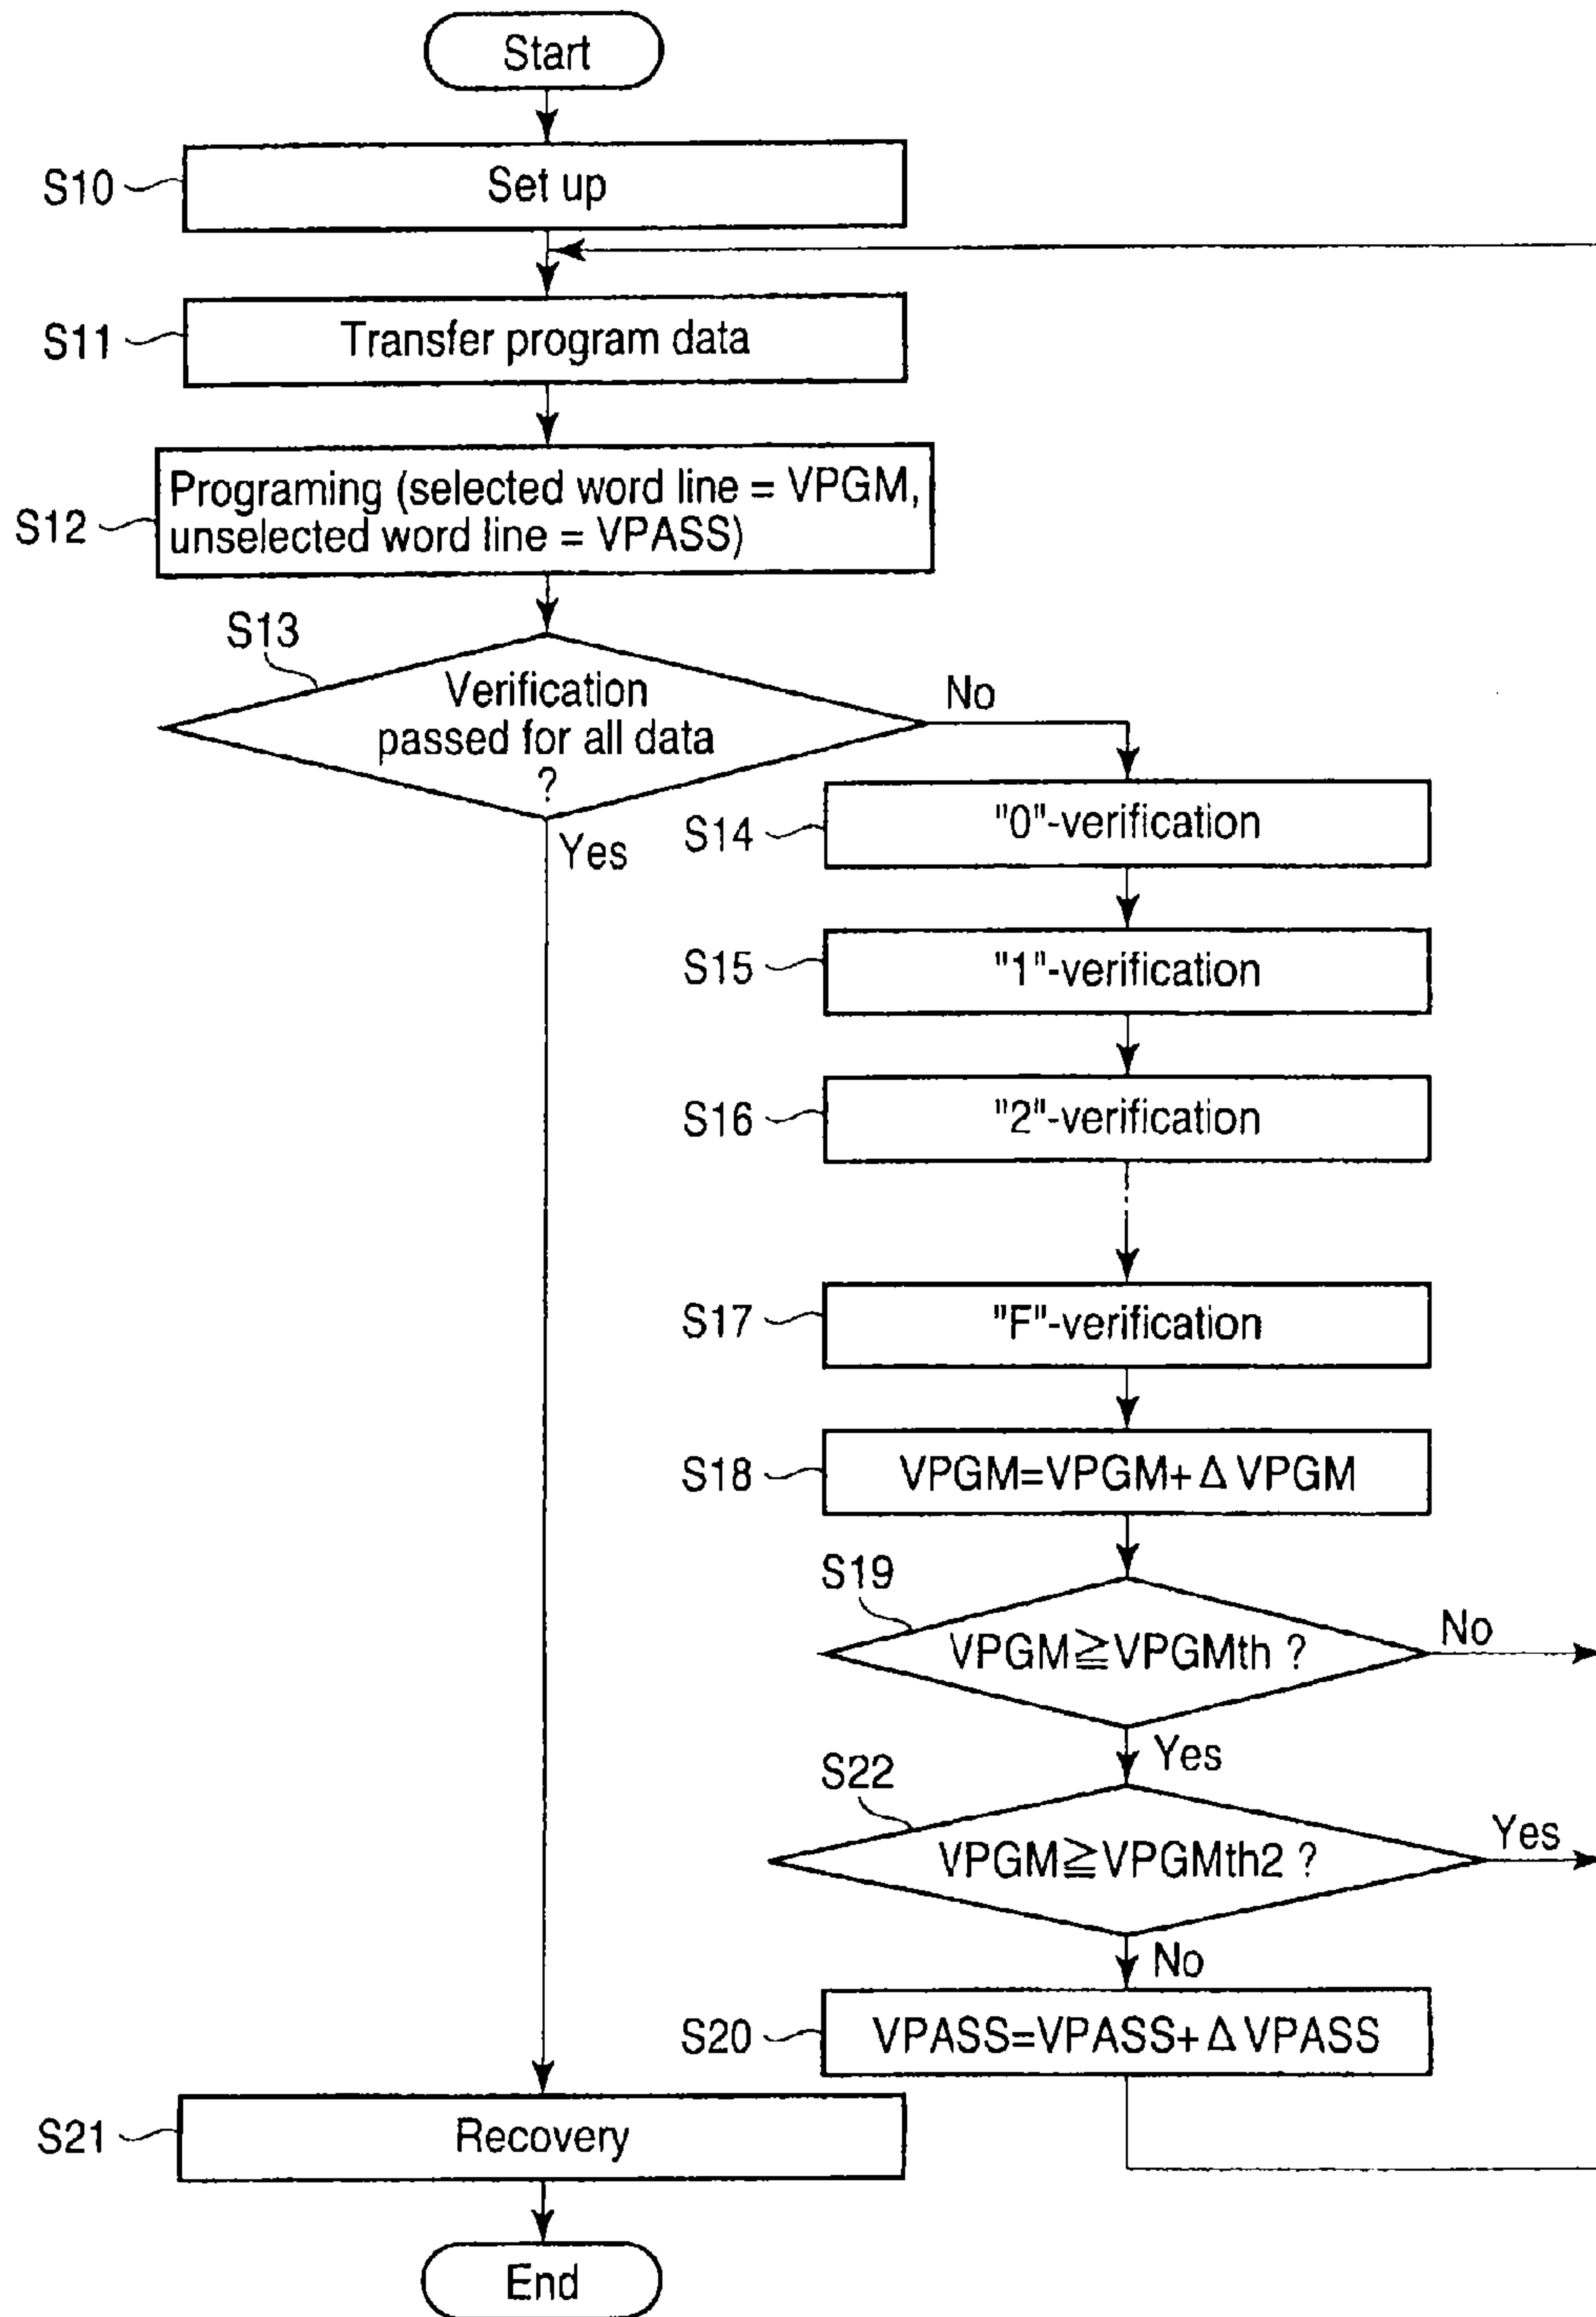 Start
S10
Set up
S11
Transfer program data
S12
Programing (selected word line = VPGM,
unselected word line = VPASS)
S13
Verification
passed for all data
?
No
Yes
S14
"0"-verification
S15
"1"-verification
S16
"2"-verification
S17
"F"-verification
S18
VPGM=VPGM+ Δ VPGM
S19
VPGM≧VPGMth ?
No
Yes
S22
VPGM≧VPGMth2 ?
Yes
No
S20
VPASS=VPASS+ Δ VPASS
S21
Recovery
End